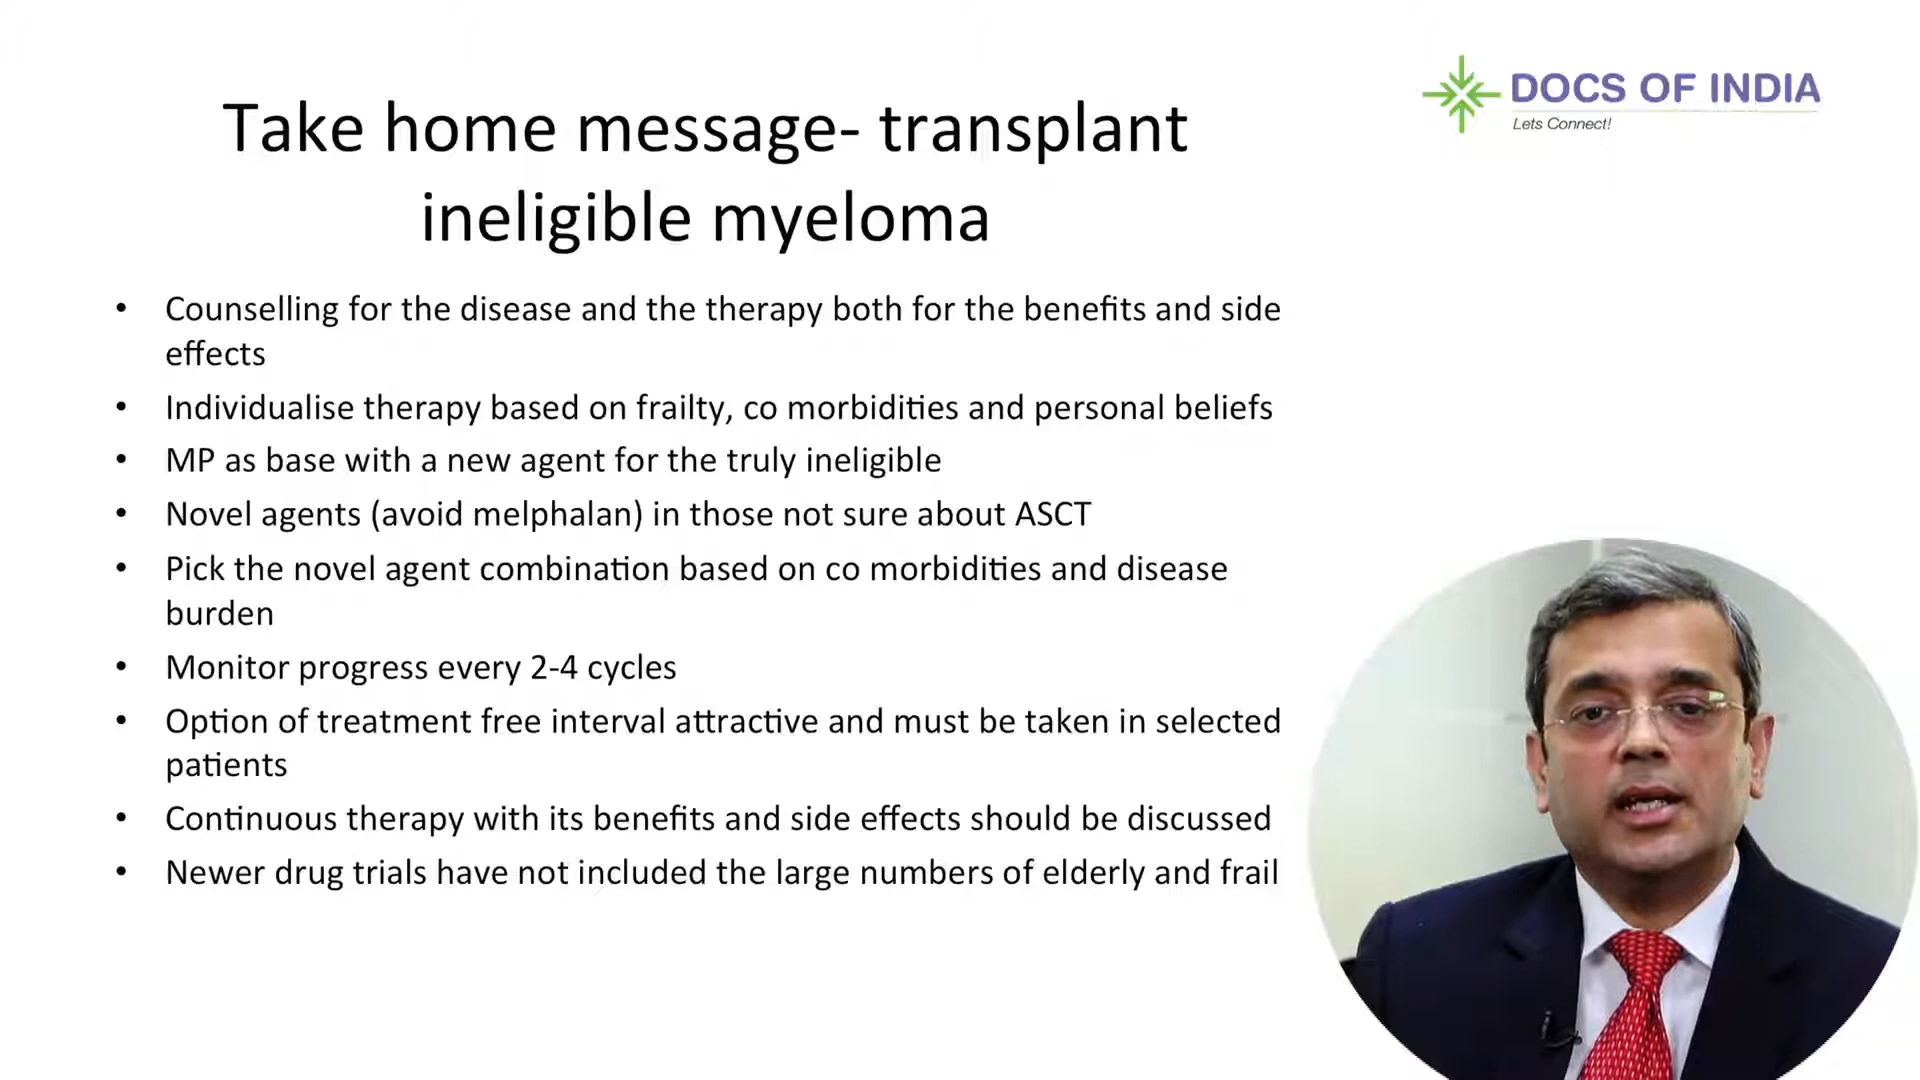 DOCS OF INDIA
Lets Connect!
Take home message- transplant
ineligible myeloma
• Counselling for the disease and the therapy both for the benefits and side
effects
• Individualise therapy based on frailty, co morbidities and personal beliefs
• MP as base with a new agent for the truly ineligible
• Novel agents (avoid melphalan) in those not sure about ASCT
• Pick the novel agent combination based on co morbidities and disease
burden
• Monitor progress every 2-4 cycles
• Option of treatment free interval attractive and must be taken in selected
patients
• Continuous therapy with its benefits and side effects should be discussed
• Newer drug trials have not included the large numbers of elderly and frail